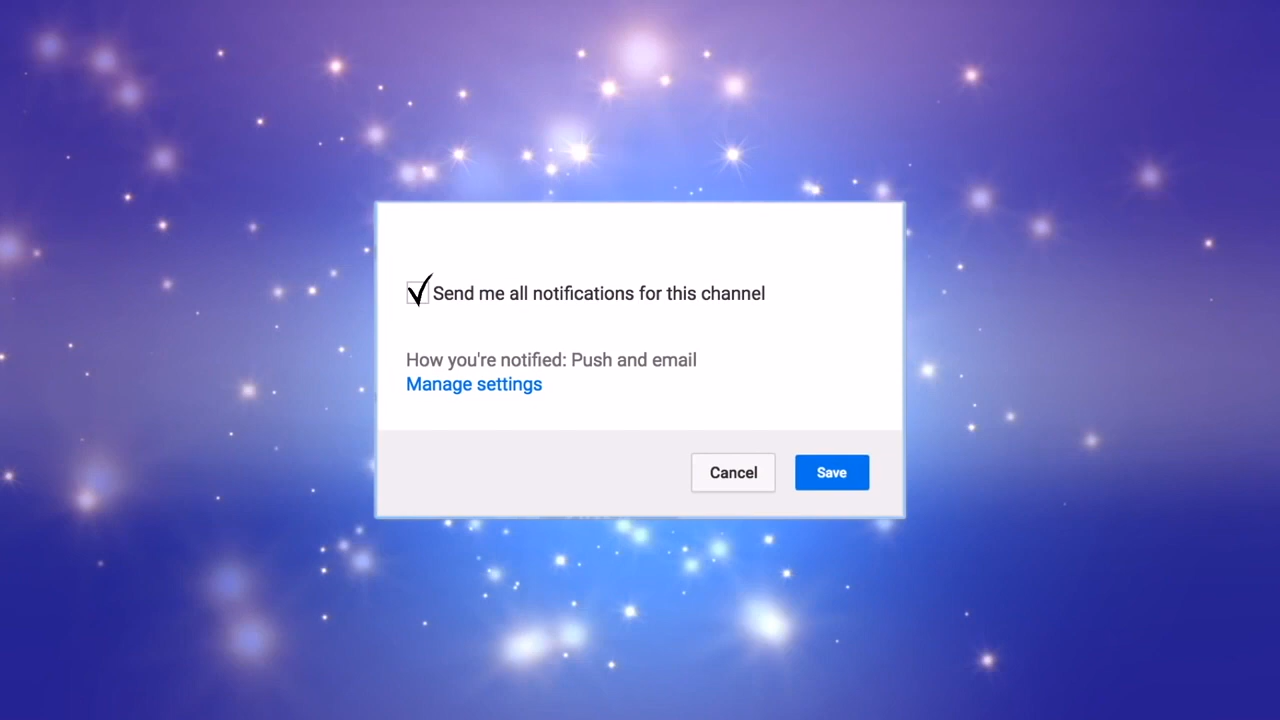 Send me all notifications for this channel
How you're notified: Push and email
Manage settings
Cancel
Save